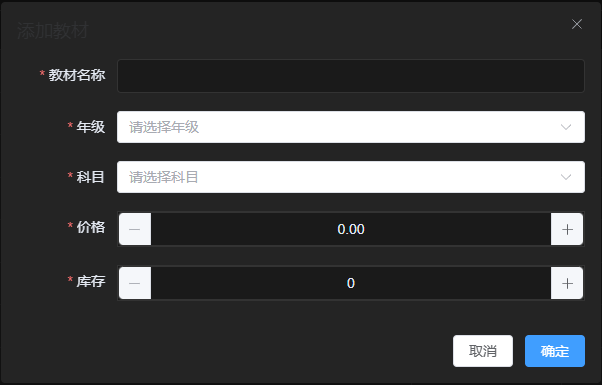 添加教材
* 教材名称
* 年级 请选择年级
* 科目 请选择科目
* 价格 0.00
* 库存 0
取消 确定